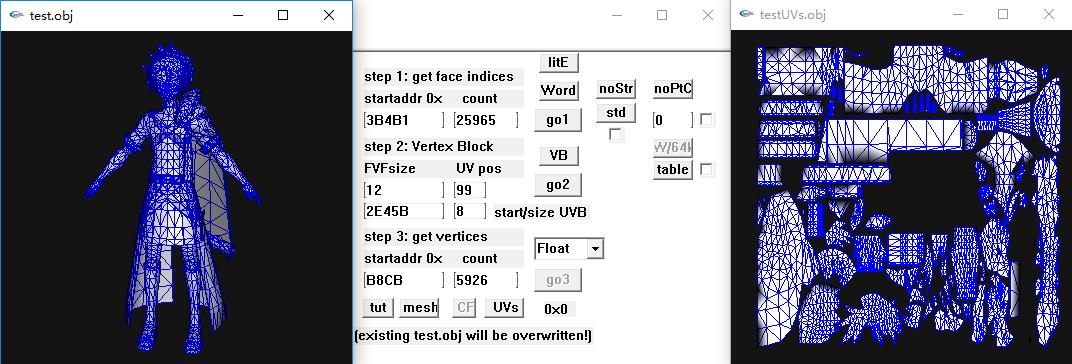 test.obj
testUVs.obj
litE
step 1: get face indices
Word
noStr
noPtC
startaddr 0x count
std
3B4B1 25965 go1
0
step 2: Vertex Block
VB
FVFsize UV pos
table
12 99 go2
2E45B 8 start/size UVB
step 3: get vertices
Float
startaddr 0x count
B8CB 5926 go3
tut mesh CF UVs 0x0
(existing test.obj will be overwritten!)